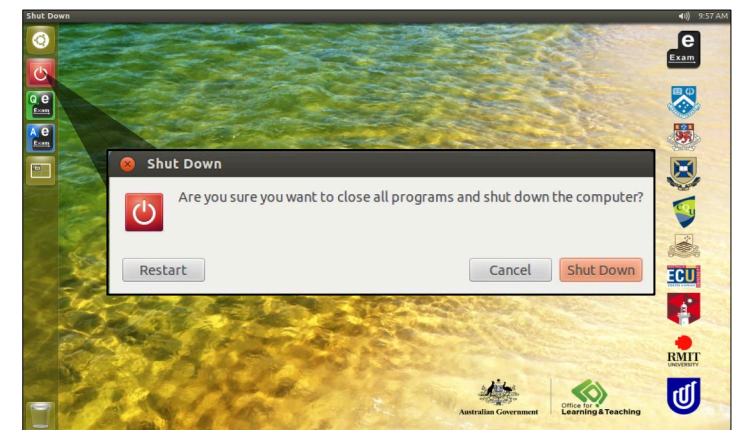 Shut Down
9:57 AM
e
Exam
Q e
Exam
A e
Exam
Shut Down
Are you sure you want to close all programs and shut down the computer?
Restart
Cancel
Shut Down
CQU
ECU
RMIT
UNIVERSITY
Australian Government
Office for
Learning & Teaching